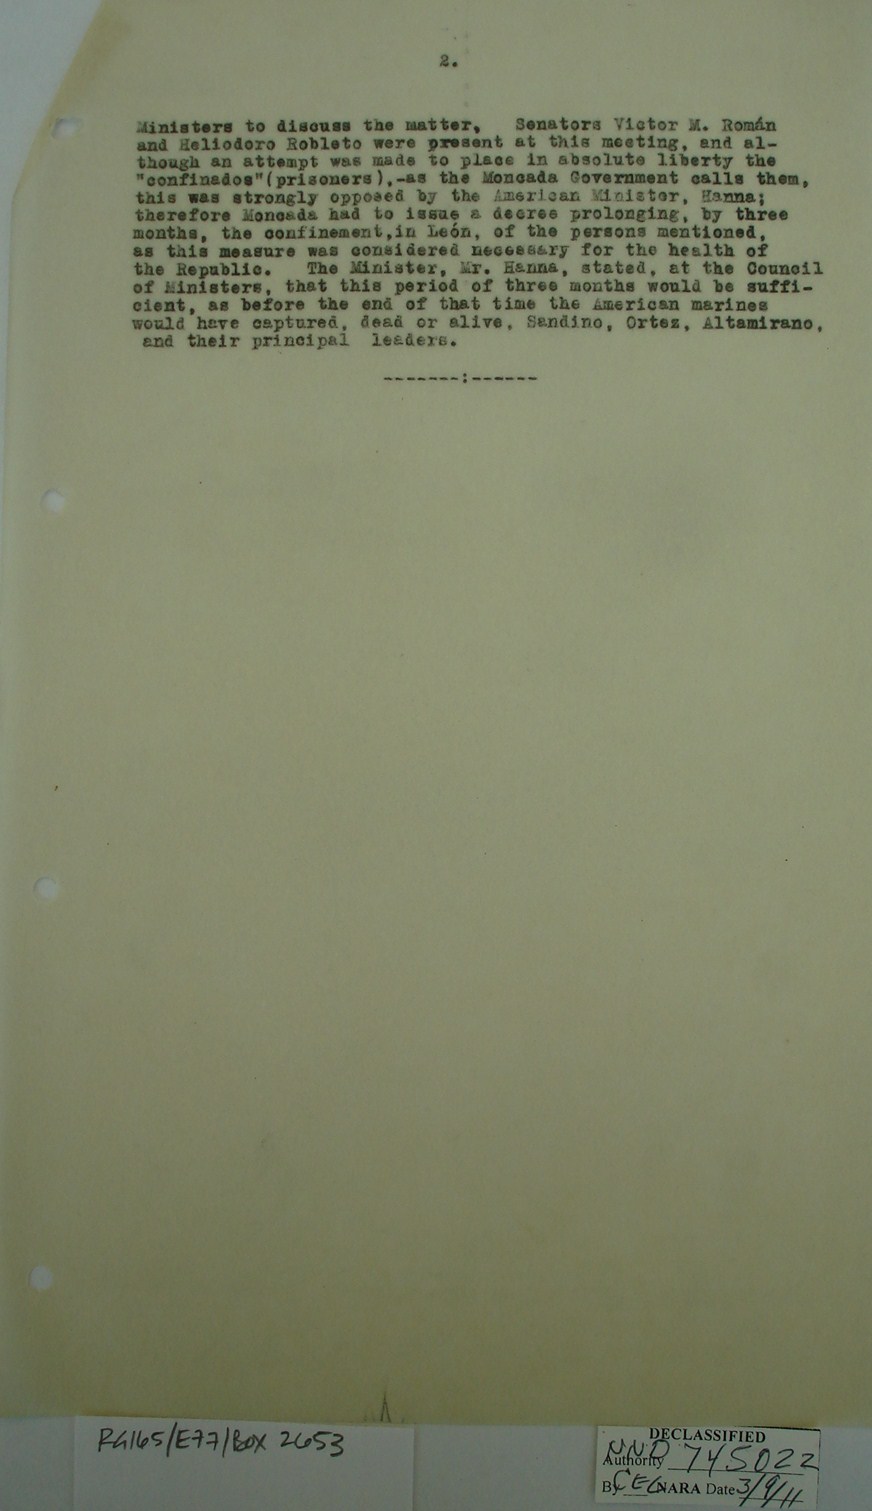 2.
Ministers to discuss the matter,   Senators Victor M. Román
and Heliodoro Robleto were present at this meeting, and al-
though an attempt was made to place in absolute liberty the
"confinados"(prisoners),-as the Moncada Government calls them,
this was strongly opposed by the American Minister, Hanna;
therefore Moncada had to issue a decree prolonging, by three
months, the confinement,in León, of the persons mentioned,
as this measure was considered necessary for the health of
the Republic.   The Minister, Mr. Hanna, stated, at the Council
of Ministers, that this period of three months would be suffi-
cient, as before the end of that time the American marines
would have captured, dead or alive, Sandino, Ortez, Altamirano,
and their principal  leaders.
-------:------
RG165/E77/Box 2653
DECLASSIFIED
Authority NND 745022
By CEG NARA Date 3/9/11